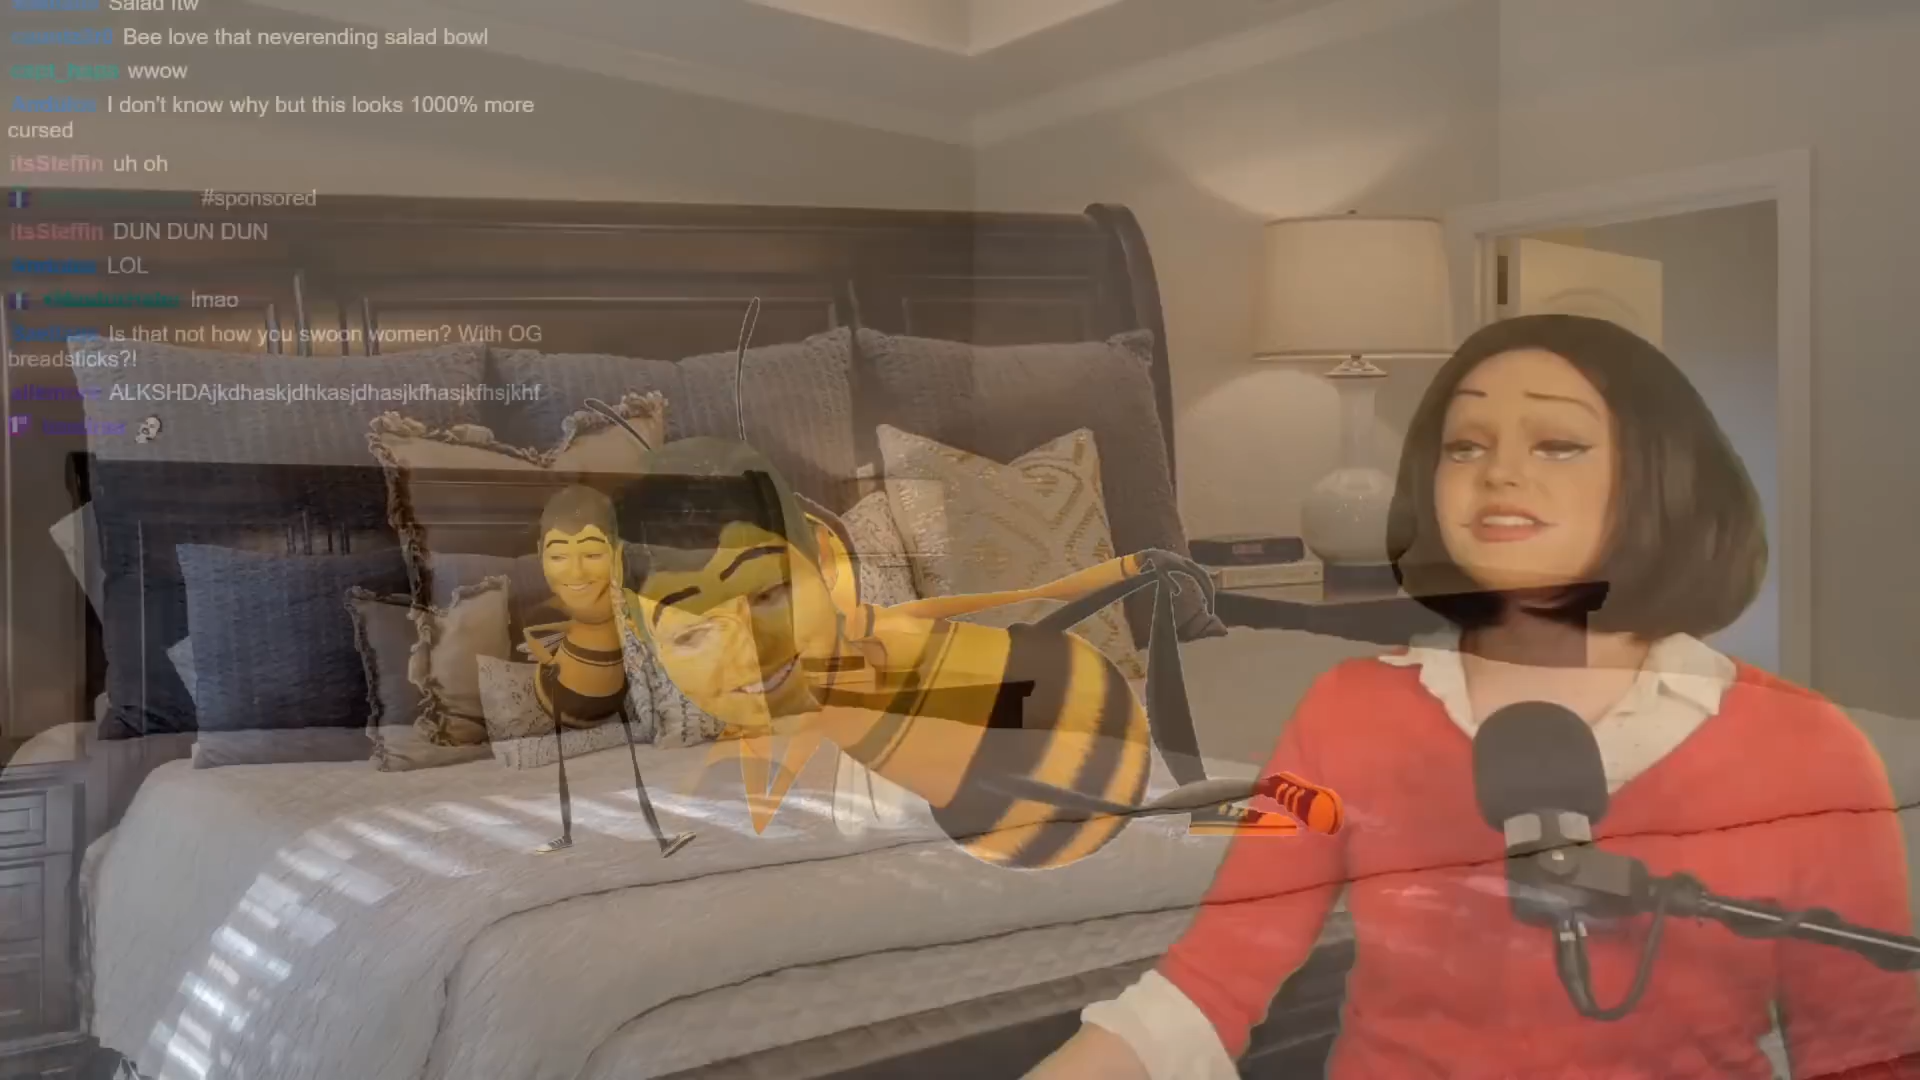 Salad ftw
Bee love that neverending salad bowl
wwow
I don't know why but this looks 1000% more
cursed
itsSteffin uh oh
#sponsored
itsSteffin DUN DUN DUN
LOL
lmao
Is that not how you swoon women? With OG
breadsticks?!
ALKSHDAjkdhaskjdhkasjdhasjkfhasjkfhsjkhf